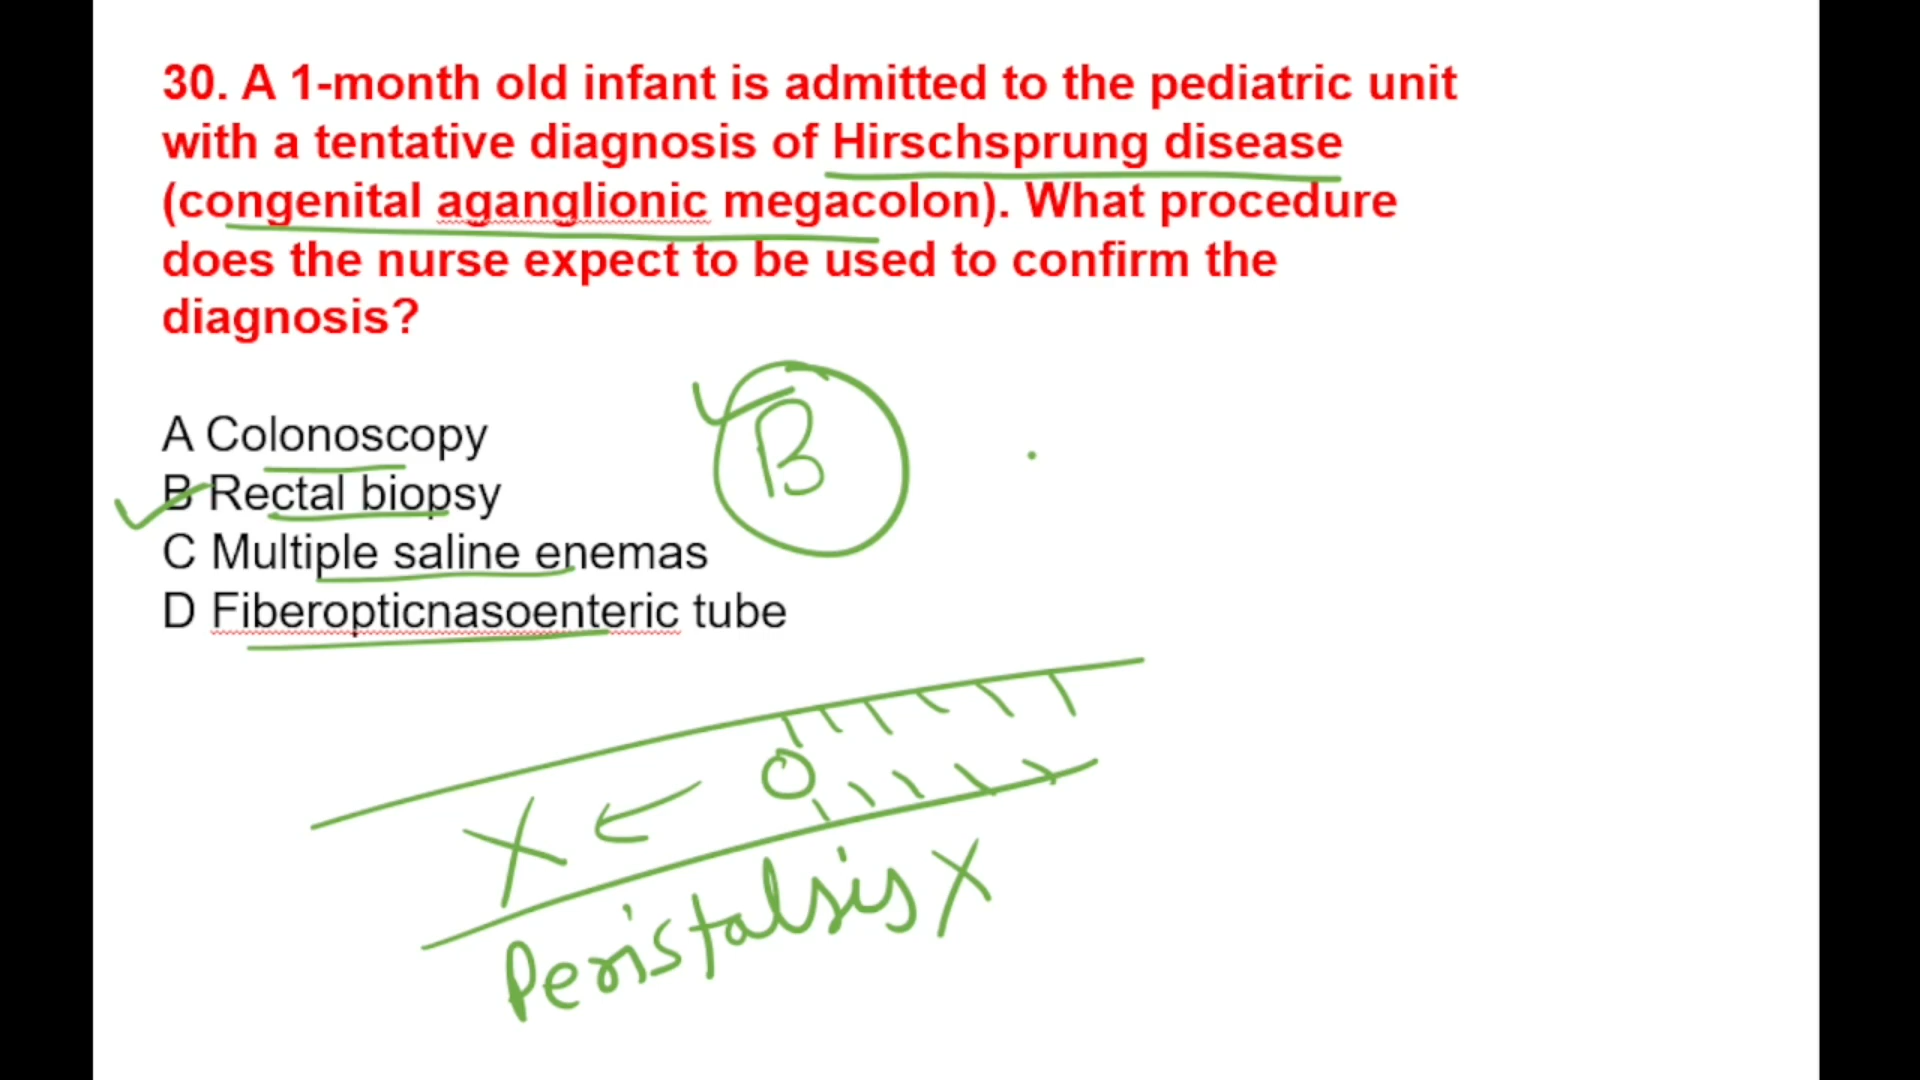 30. A 1-month old infant is admitted to the pediatric unit
with a tentative diagnosis of Hirschsprung disease
(congenital aganglionic megacolon). What procedure
does the nurse expect to be used to confirm the
diagnosis?
A Colonoscopy
B
B Rectal biopsy
C Multiple saline enemas
D Fiberopticnasoenteric tube
X
Peristalsis X